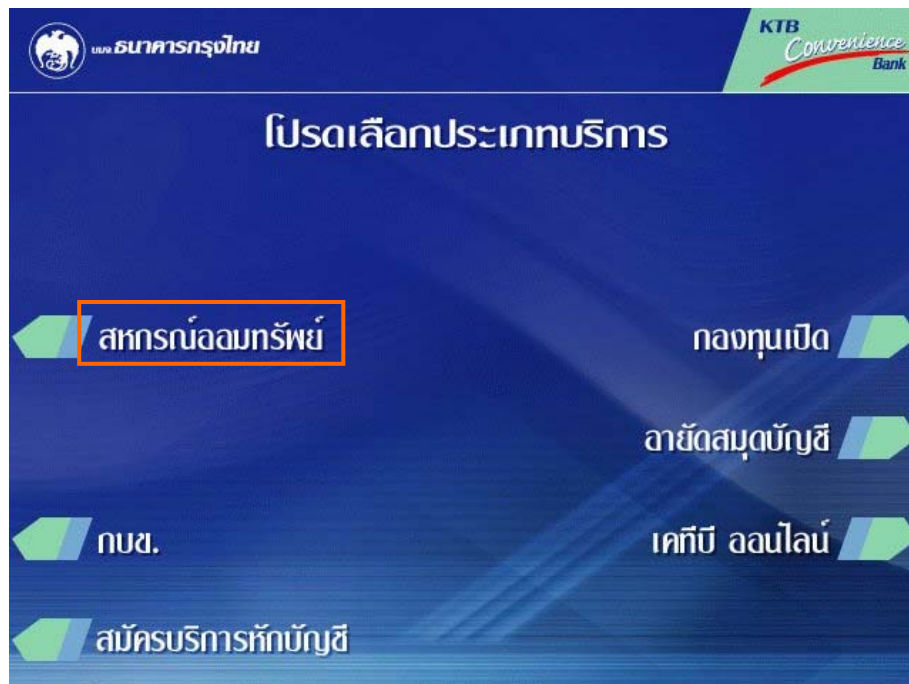 บมจ.ธนาคารกรุงไทย
KTB
Convenience
Bank
โปรดเลือกประเภทบริการ
สหกรณ์ออมทรัพย์
กองทุนเปิด
อายัดสมุดบัญชี
กบข.
เคทีบี ออนไลน์
สมัครบริการหักบัญชี